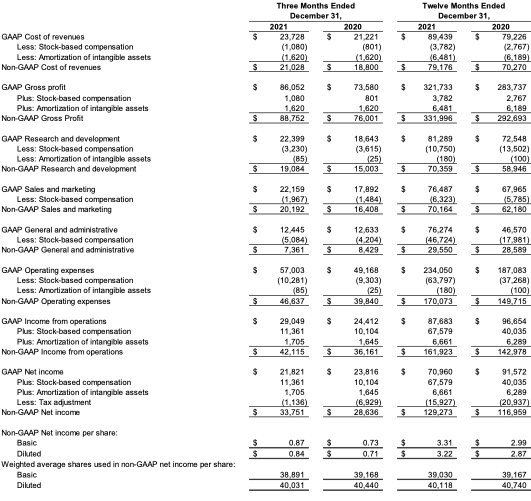 Three Months Ended Twelve Months Ended
December 31, December 31,
2021 2020 2021 2020
GAAP Cost of revenues $ 23,728 $ 21,221 $ 89,439 $ 79,226
Less: Stock-based compensation (1,080) (801) (3,782) (2,767)
Less: Amortization of intangible assets (1,620) (1,620) (6,481) (6,189)
Non-GAAP Cost of revenues $ 21,028 $ 18,800 $ 79,176 $ 70,270
GAAP Gross profit $ 86,052 $ 73,580 $ 321,733 $ 283,737
Plus: Stock-based compensation 1,080 801 3,782 2,767
Plus: Amortization of intangible assets 1,620 1,620 6,481 6,189
Non-GAAP Gross Profit $ 88,752 $ 76,001 $ 331,996 $ 292,693
GAAP Research and development $ 22,399 $ 18,643 $ 81,289 $ 72,548
Less: Stock-based compensation (3,230) (3,615) (10,750) (13,502)
Less: Amortization of intangible assets (85) (25) (180) (100)
Non-GAAP Research and development $ 19,084 $ 15,003 $ 70,359 $ 58,946
GAAP Sales and marketing $ 22,159 $ 17,892 $ 76,487 $ 67,965
Less: Stock-based compensation (1,967) (1,484) (6,323) (5,785)
Non-GAAP Sales and marketing $ 20,192 $ 16,408 $ 70,164 $ 62,180
GAAP General and administrative $ 12,445 $ 12,633 $ 76,274 $ 46,570
Less: Stock-based compensation (5,084) (4,204) (46,724) (17,981)
Non-GAAP General and administrative $ 7,361 $ 8,429 $ 29,550 $ 28,589
GAAP Operating expenses $ 57,003 $ 49,168 $ 234,050 $ 187,083
Less: Stock-based compensation (10,281) (9,303) (63,797) (37,268)
Less: Amortization of intangible assets (85) (25) (180) (100)
Non-GAAP Operating expenses $ 46,637 $ 39,840 $ 170,073 $ 149,715
GAAP Income from operations $ 29,049 $ 24,412 $ 87,683 $ 96,654
Plus: Stock-based compensation 11,361 10,104 67,579 40,035
Plus: Amortization of intangible assets 1,705 1,645 6,661 6,289
Non-GAAP Income from operations $ 42,115 $ 36,161 $ 161,923 $ 142,978
GAAP Net income $ 21,821 $ 23,816 $ 70,960 $ 91,572
Plus: Stock-based compensation 11,361 10,104 67,579 40,035
Plus: Amortization of intangible assets 1,705 1,645 6,661 6,289
Less: Tax adjustment (1,136) (6,929) (15,927) (20,937)
Non-GAAP Net income $ 33,751 $ 28,636 $ 129,273 $ 116,959
Non-GAAP Net income per share:
Basic $ 0.87 $ 0.73 $ 3.31 $ 2.99
Diluted $ 0.84 $ 0.71 $ 3.22 $ 2.87
Weighted average shares used in non-GAAP net income per share:
Basic 38,891 39,168 39,030 39,167
Diluted 40,031 40,440 40,118 40,740